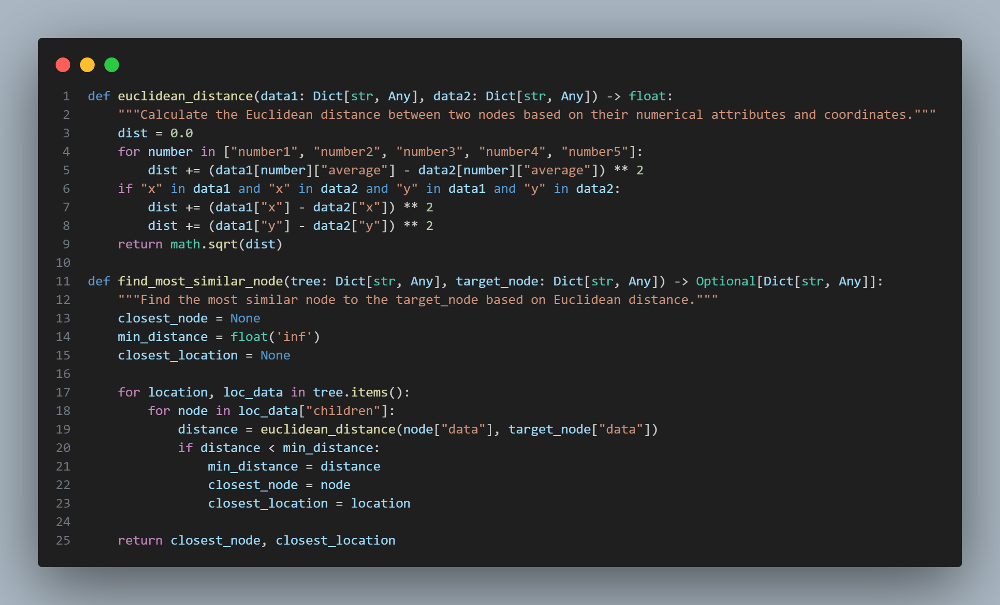 1 def euclidean_distance(data1: Dict[str, Any], data2: Dict[str, Any]) -> float:
2     """Calculate the Euclidean distance between two nodes based on their numerical attributes and coordinates."""
3     dist = 0.0
4     for number in ["number1", "number2", "number3", "number4", "number5"]:
5         dist += (data1[number]["average"] - data2[number]["average"]) ** 2
6     if "x" in data1 and "x" in data2 and "y" in data1 and "y" in data2:
7         dist += (data1["x"] - data2["x"]) ** 2
8         dist += (data1["y"] - data2["y"]) ** 2
9     return math.sqrt(dist)
10
11 def find_most_similar_node(tree: Dict[str, Any], target_node: Dict[str, Any]) -> Optional[Dict[str, Any]]:
12     """Find the most similar node to the target_node based on Euclidean distance."""
13     closest_node = None
14     min_distance = float('inf')
15     closest_location = None
16
17     for location, loc_data in tree.items():
18         for node in loc_data["children"]:
19             distance = euclidean_distance(node["data"], target_node["data"])
20             if distance < min_distance:
21                 min_distance = distance
22                 closest_node = node
23                 closest_location = location
24
25     return closest_node, closest_location